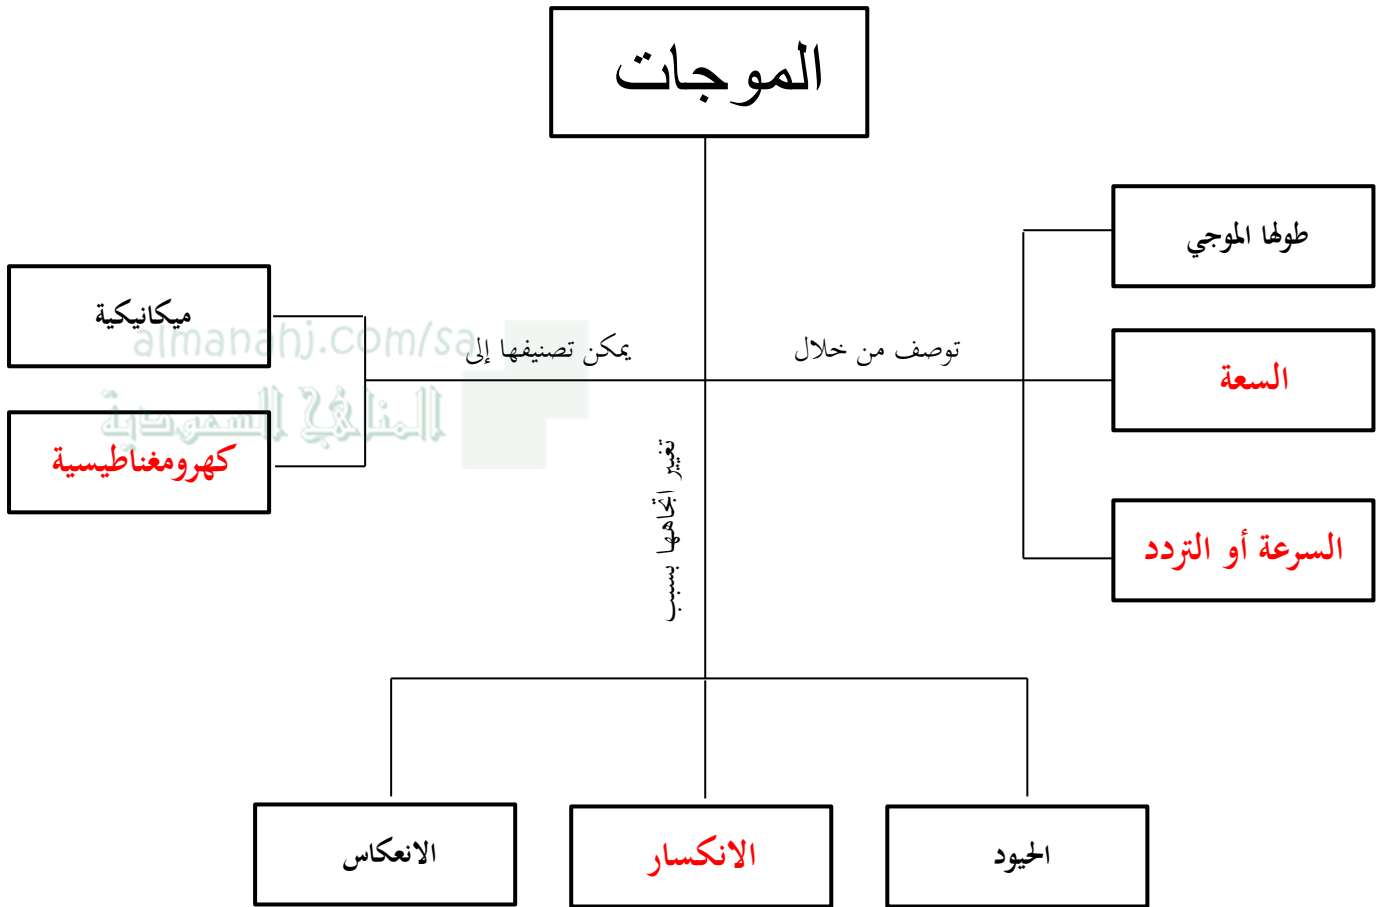 الموجات
طولها الموجي
ميكانيكية
almanahj.com/sa
يمكن تصنيفها إلى
توصف من خلال
السعة
المناهج السعودية
كهرومغناطيسية
تغيير اتجاهها بسبب
السرعة أو التردد
الحيود
الانكسار
الانعكاس